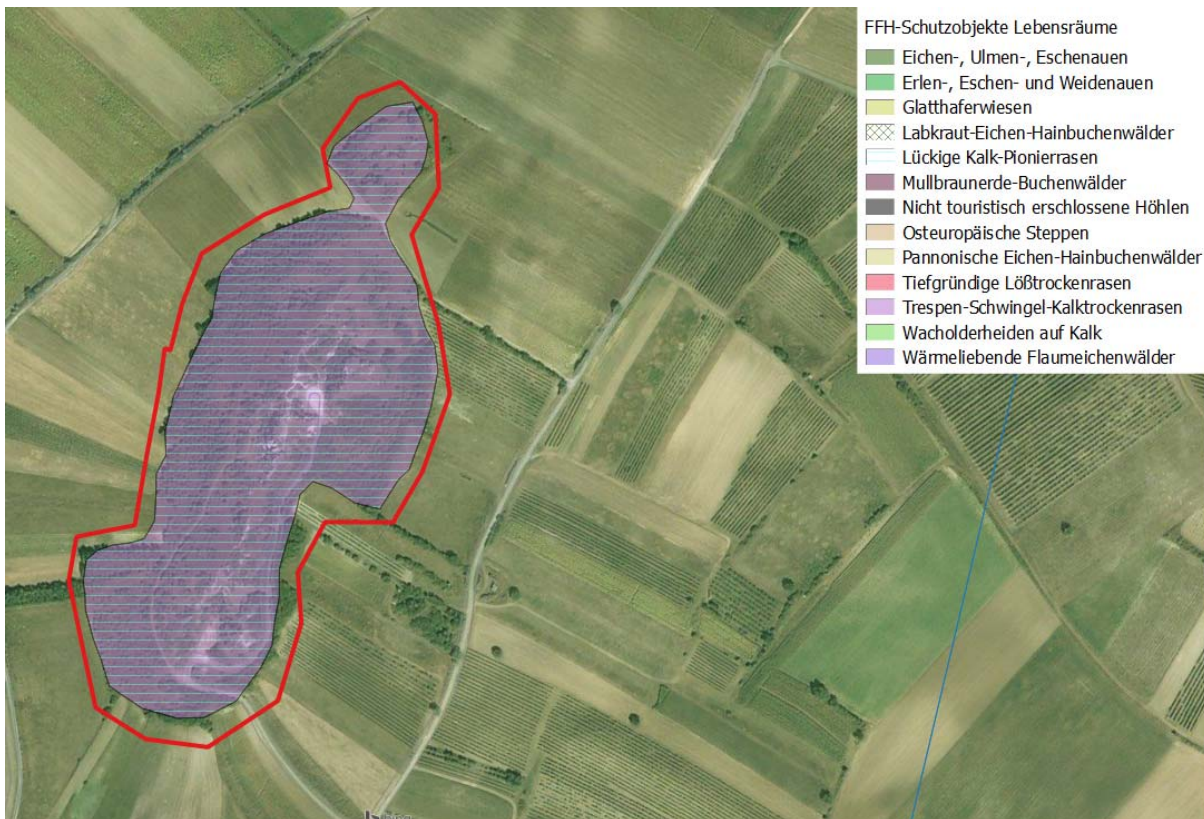 FFH-Schutzobjekte Lebensräume
Eichen-, Ulmen-, Eschenauen
Erlen-, Eschen- und Weidenauen
Glatthaferwiesen
Labkraut-Eichen-Hainbuchenwälder
Lückige Kalk-Pionierrasen
Mullbraunerde-Buchenwälder
Nicht touristisch erschlossene Höhlen
Osteuropäische Steppen
Pannonische Eichen-Hainbuchenwälder
Tiefgründige Lößtrockenrasen
Trespen-Schwingel-Kalktrockenrasen
Wacholderheiden auf Kalk
Wärmeliebende Flaumeichenwälder